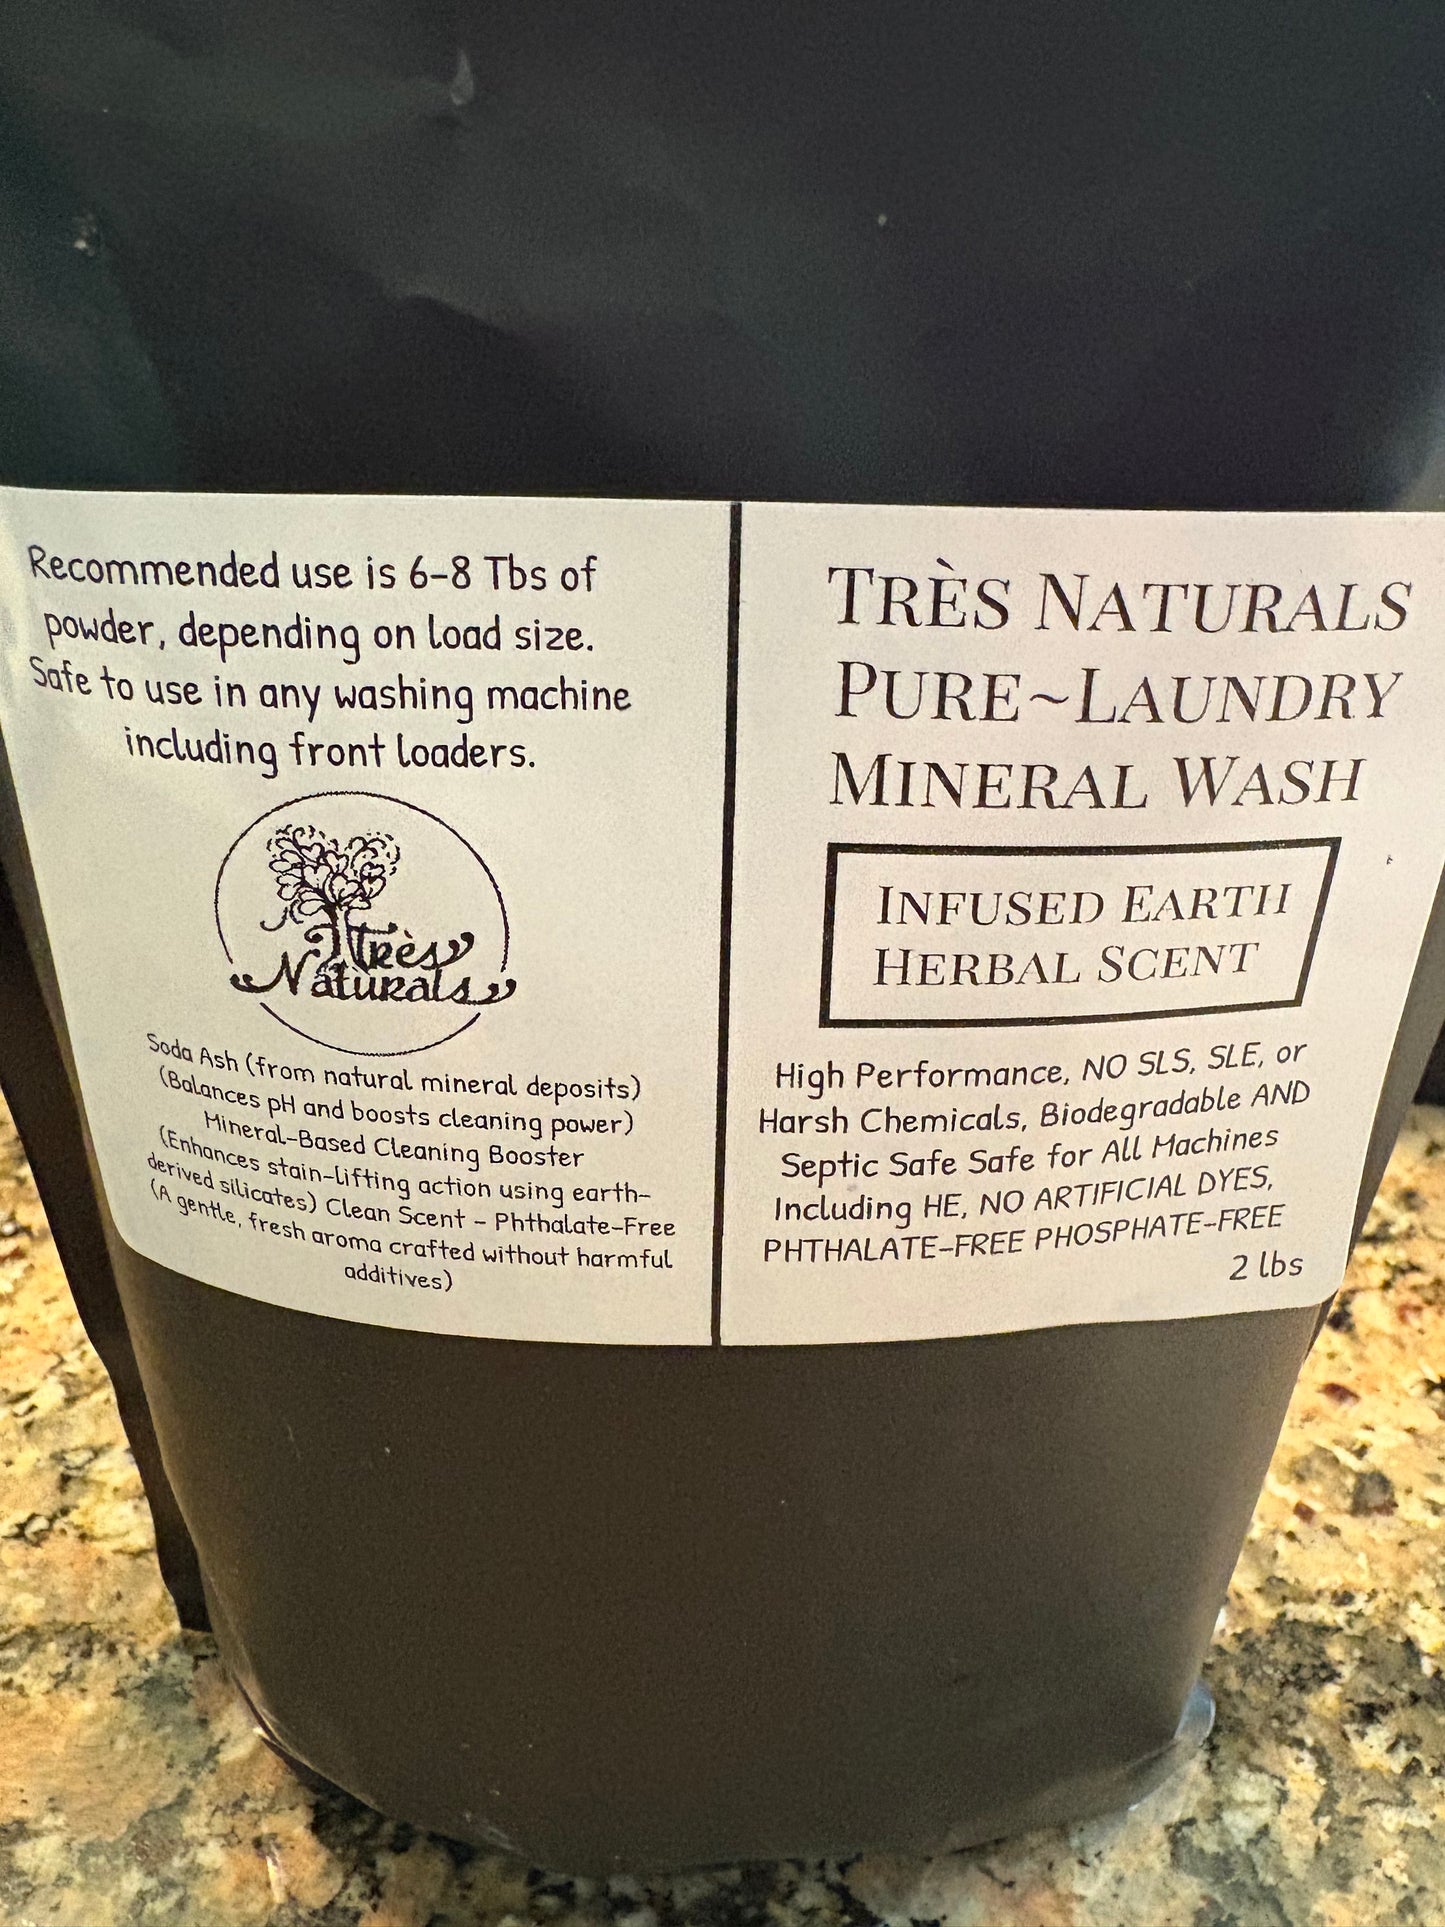 Recommended use is 6-8 Tbs of
powder, depending on load size.
Safe to use in any washing machine
including front loaders.
Très
Naturals
Soda Ash (from natural mineral deposits)
(Balances pH and boosts cleaning power)
Mineral-Based Cleaning Booster
(Enhances stain-lifting action using earth-
derived silicates) Clean Scent - Phthalate-Free
(A gentle, fresh aroma crafted without harmful
additives)
TRÈS NATURALS
PURE~LAUNDRY
MINERAL WASH
INFUSED EARTH
HERBAL SCENT
High Performance, NO SLS, SLE, or
Harsh Chemicals, Biodegradable AND
Septic Safe Safe for All Machines
Including HE, NO ARTIFICIAL DYES,
PHTHALATE-FREE PHOSPHATE-FREE
2 lbs